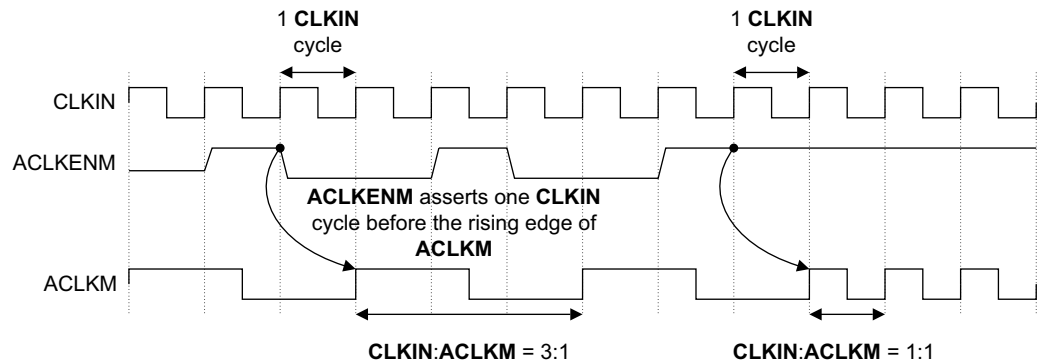 1 CLKIN
cycle
1 CLKIN
cycle
CLKIN
ACLKENM
ACLKENM asserts one CLKIN
cycle before the rising edge of
ACLKM
ACLKM
CLKIN:ACLKM = 3:1
CLKIN:ACLKM = 1:1